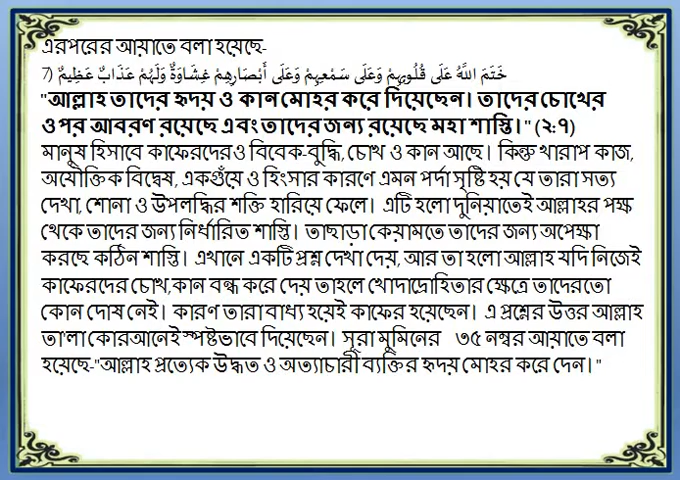 এরপরের আয়াতে বলা হয়েছে-
7) خَتَمَ اللَّهُ عَلَى قُلُوبِهِمْ وَعَلَى سَمْعِهِمْ وَعَلَى أَبْصَارِهِمْ غِشَاوَةٌ وَلَهُمْ عَذَابٌ عَظِيمٌ
"আল্লাহ তাদের হৃদয় ও কান মোহর করে দিয়েছেন। তাদের চোখের
ওপর আবরণ রয়েছে এবং তাদের জন্য রয়েছে মহা শাস্তি।" (২:৭)
মানুষ হিসাবে কাফেরদেরও বিবেক-বুদ্ধি, চোখ ও কান আছে। কিন্তু খারাপ কাজ,
অযৌক্তিক বিদ্বেষ, একগুঁয়ে ও হিংসার কারণে এমন পর্দা সৃষ্টি হয় যে তারা সত্য
দেখা, শোনা ও উপলদ্ধির শক্তি হারিয়ে ফেলে। এটি হলো দুনিয়াতেই আল্লাহর পক্ষ
থেকে তাদের জন্য নির্ধারিত শাস্তি। তাছাড়া কেয়ামতে তাদের জন্য অপেক্ষা
করছে কঠিন শাস্তি। এখানে একটি প্রশ্ন দেখা দেয়, আর তা হলো আল্লাহ যদি নিজেই
কাফেরদের চোখ,কান বন্ধ করে দেয় তাহলে খোদাদ্রোহিতার ক্ষেত্রে তাদেরতো
কোন দোষ নেই। কারণ তারা বাধ্য হয়েই কাফের হয়েছেন। এ প্রশ্নের উত্তর আল্লাহ
তা'লা কোরআনেই স্পষ্টভাবে দিয়েছেন। সূরা মুমিনের ৩৫ নম্বর আয়াতে বলা
হয়েছে-"আল্লাহ প্রত্যেক উদ্ধত ও অত্যাচারী ব্যক্তির হৃদয় মোহর করে দেন। "